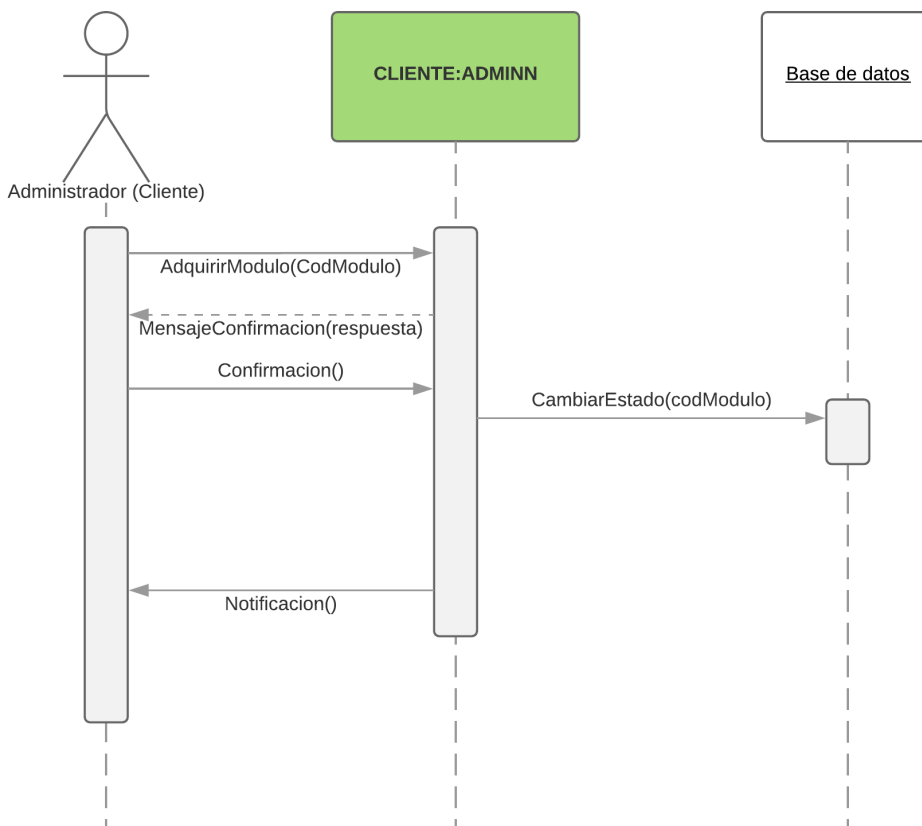 CLIENTE:ADMINN
Base de datos
Administrador (Cliente)
AdquirirModulo(CodModulo)
MensajeConfirmacion(respuesta)
Confirmacion()
CambiarEstado(codModulo)
Notificacion()